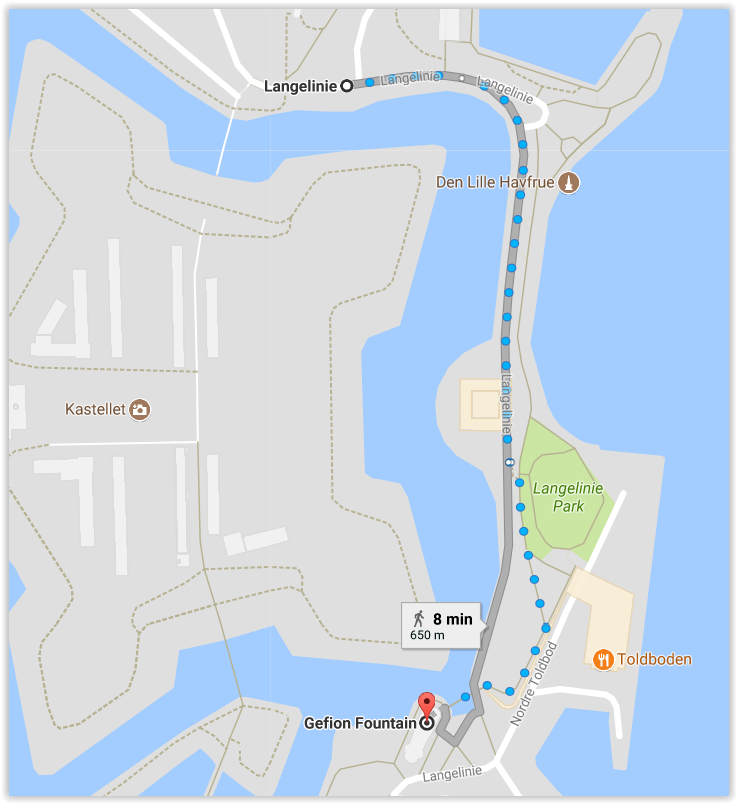 Langelinie
Langelinie
Langelinie
Den Lille Havfrue
Langelinie
Kastellet
Langelinie
Park
8 min
650 m
Toldboden
Nordre Toldbod
Gefion Fountain
Langelinie